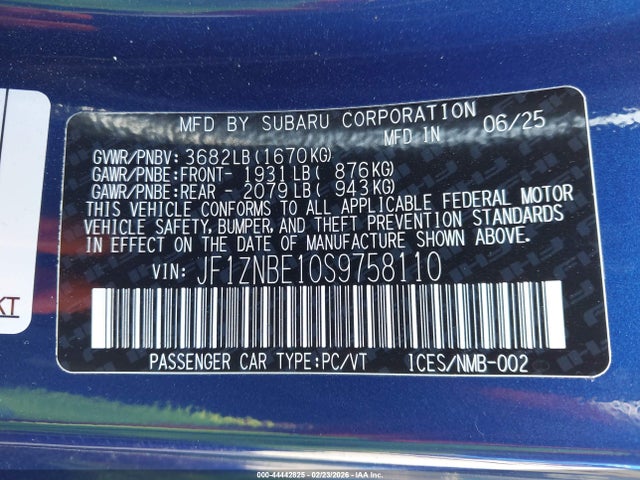 MFD BY SUBARU CORPORATION
MFD IN 06/25
GVWR/PNBV: 3682LB(1670KG)
GAWR/PNBE:FRONT- 1931LB( 876KG)
GAWR/PNBE:REAR - 2079LB( 943KG)
THIS VEHICLE CONFORMS TO ALL APPLICABLE FEDERAL MOTOR
VEHICLE SAFETY, BUMPER, AND THEFT PREVENTION STANDARDS
IN EFFECT ON THE DATE OF MANUFACTURE SHOWN ABOVE.
VIN: JF1ZNBE10S9758110
PASSENGER CAR TYPE:PC/VT ICES/NMB-002
KT
000-44442825 - 02/23/2026 - IAA Inc.